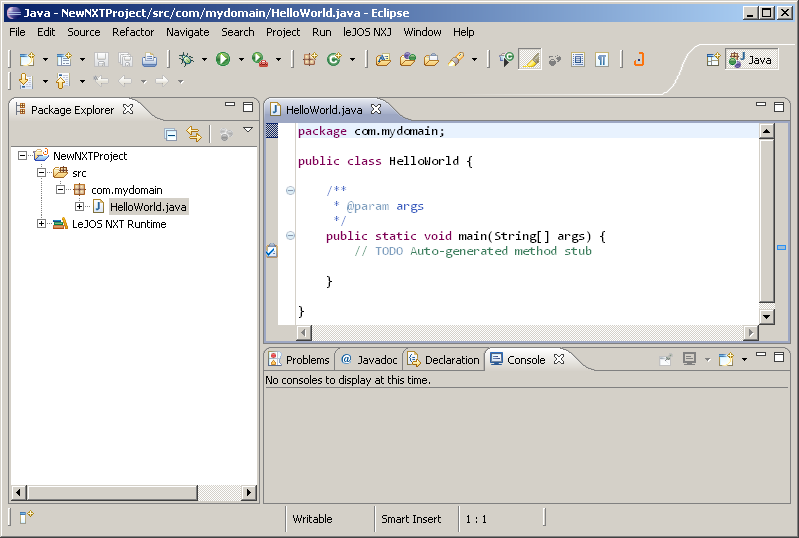 Java - NewNXTProject/src/com/mydomain/HelloWorld.java - Eclipse
File Edit Source Refactor Navigate Search Project Run leJOS NXJ Window Help
Java
Package Explorer
NewNXTProject
src
com.mydomain
HelloWorld.java
LeJOS NXT Runtime
HelloWorld.java
package com.mydomain;
public class HelloWorld {
/**
* @param args
*/
public static void main(String[] args) {
// TODO Auto-generated method stub
}
}
Problems @ Javadoc Declaration Console
No consoles to display at this time.
Writable Smart Insert 1 : 1